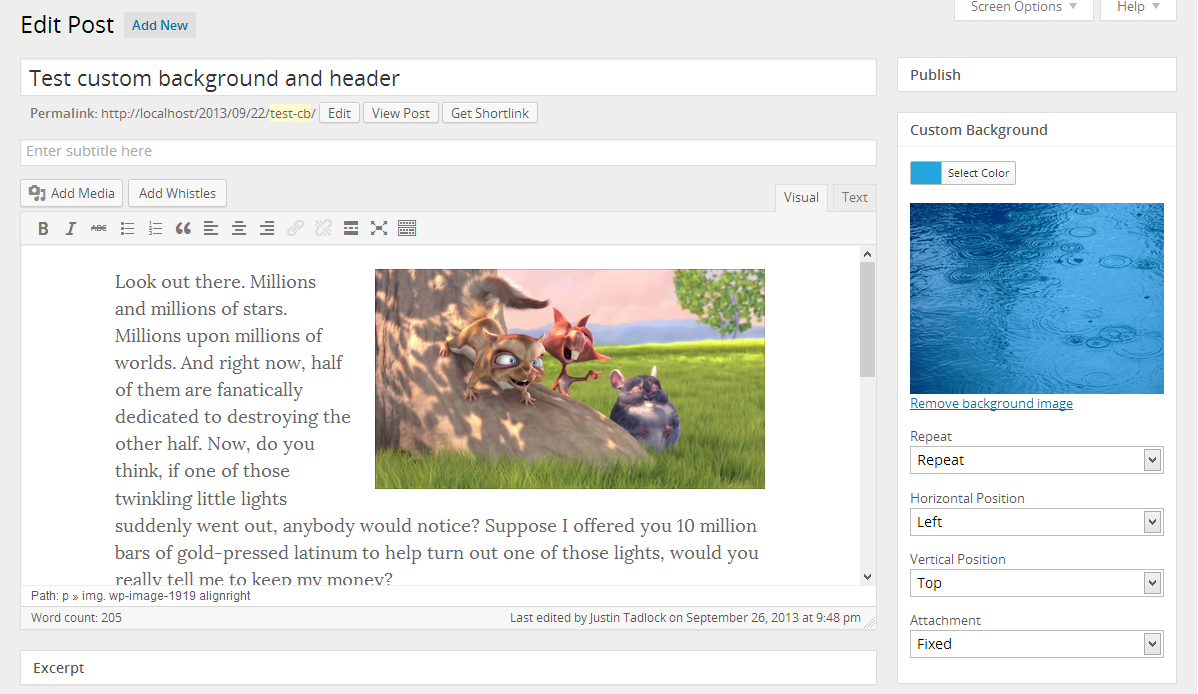 Edit Post Add New
Screen Options Help
Test custom background and header
Permalink: http://localhost/2013/09/22/test-cb/ Edit View Post Get Shortlink
Enter subtitle here
Add Media Add Whistles
Visual Text
B I ABC
Look out there. Millions
and millions of stars.
Millions upon millions of
worlds. And right now, half
of them are fanatically
dedicated to destroying the
other half. Now, do you
think, if one of those
twinkling little lights
suddenly went out, anybody would notice? Suppose I offered you 10 million
bars of gold-pressed latinum to help turn out one of those lights, would you
really tell me to keep my money?
Path: p » img. wp-image-1919 alignright
Word count: 205
Last edited by Justin Tadlock on September 26, 2013 at 9:48 pm
Excerpt
Publish
Custom Background
Select Color
Remove background image
Repeat
Repeat
Horizontal Position
Left
Vertical Position
Top
Attachment
Fixed